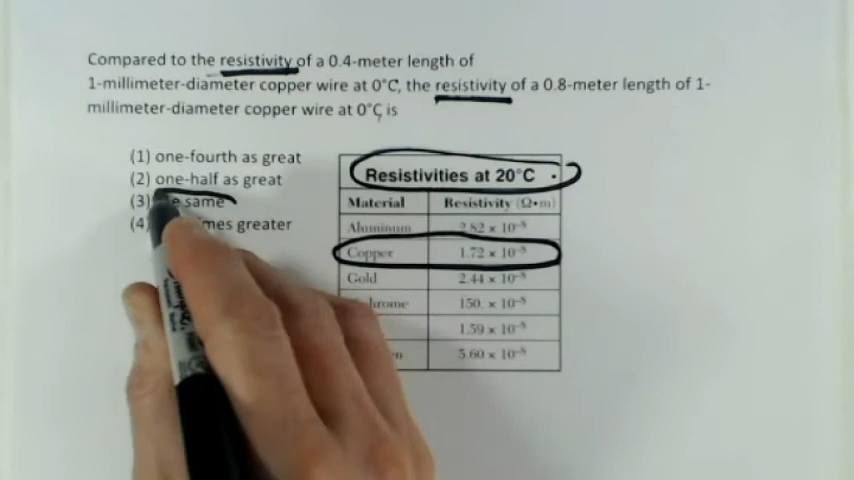 Compared to the resistivity of a 0.4-meter length of
1-millimeter-diameter copper wire at 0°C, the resistivity of a 0.8-meter length of 1-
millimeter-diameter copper wire at 0°C, is
(1) one-fourth as great
(2) one-half as great
(3) same
(4) greater
Resistivities at 20°C
Material Resistivity (Ω•m)
Aluminum 2.82 × 10⁻⁸
Copper 1.72 × 10⁻⁸
Gold 2.44 × 10⁻⁸
150. × 10⁻⁸
1.59 × 10⁻⁸
5.60 × 10⁻⁸